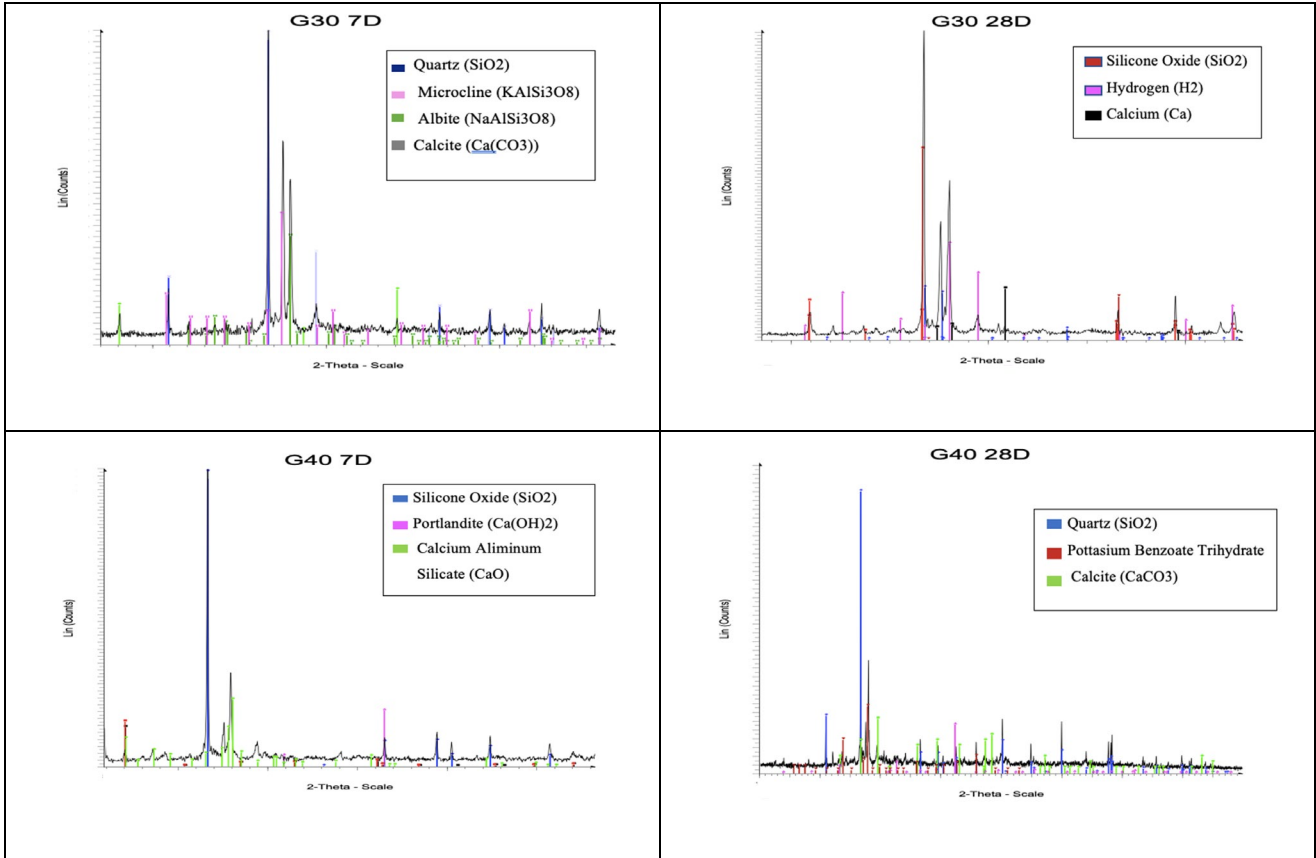 G30 7D
Quartz (SiO2)
Microcline (KAlSi3O8)
Albite (NaAlSi3O8)
Calcite (Ca(CO3))
Lin (Counts)
2-Theta - Scale
G30 28D
Silicone Oxide (SiO2)
Hydrogen (H2)
Calcium (Ca)
Lin (Counts)
2-Theta - Scale
G40 7D
Silicone Oxide (SiO2)
Portlandite (Ca(OH)2)
Calcium Aliminum
Silicate (CaO)
Lin (Counts)
2-Theta - Scale
G40 28D
Quartz (SiO2)
Pottasium Benzoate Trihydrate
Calcite (CaCO3)
Lin (Counts)
2-Theta - Scale